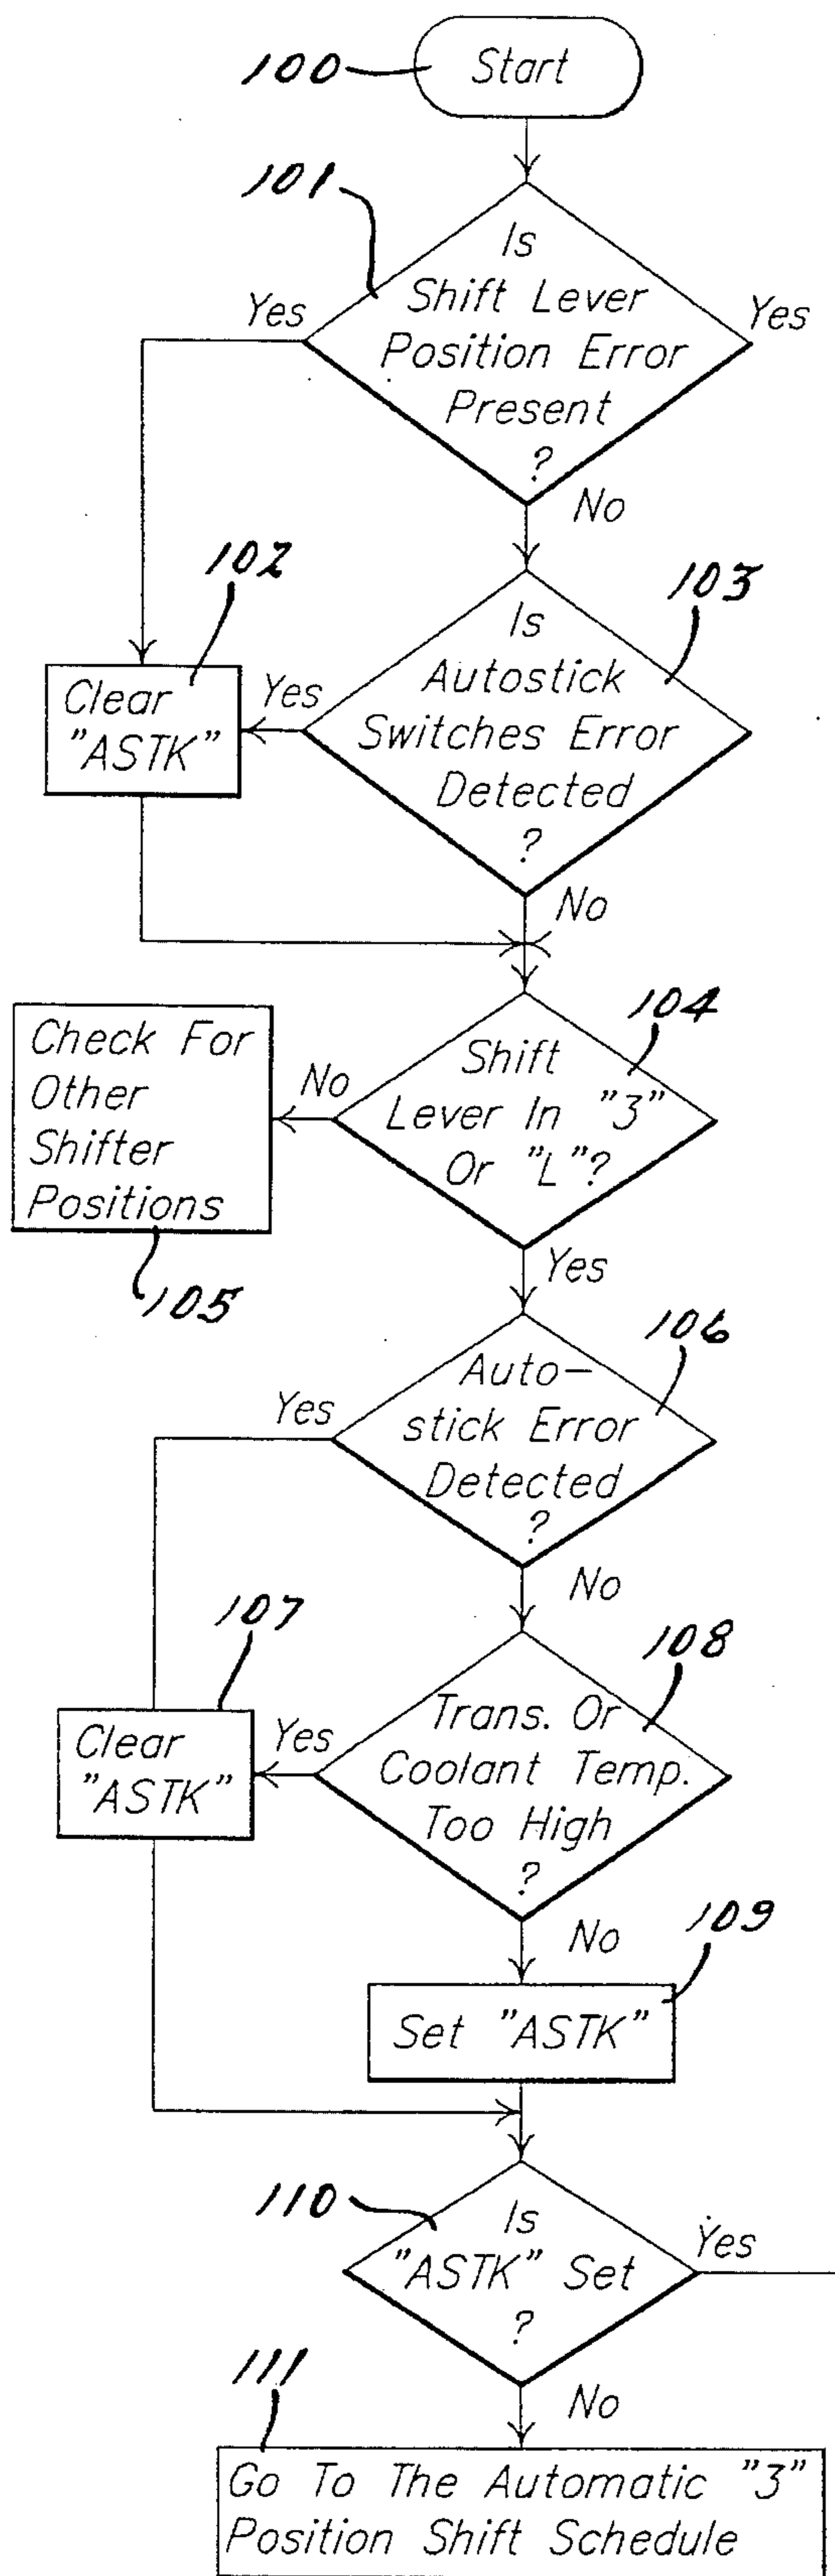 100
Start
101
Is
Shift Lever
Position Error
Present
?
Yes
Yes
No
102
103
Clear
"ASTK"
Yes
Is
Autostick
Switches Error
Detected
?
No
104
Check For
Other
Shifter
Positions
No
Shift
Lever In "3"
Or "L"?
105
Yes
106
Yes
Auto-
stick Error
Detected
?
No
107
108
Clear
"ASTK"
Yes
Trans. Or
Coolant Temp.
Too High
?
No
109
Set "ASTK"
110
Is
"ASTK" Set
?
Yes
No
111
Go To The Automatic "3"
Position Shift Schedule